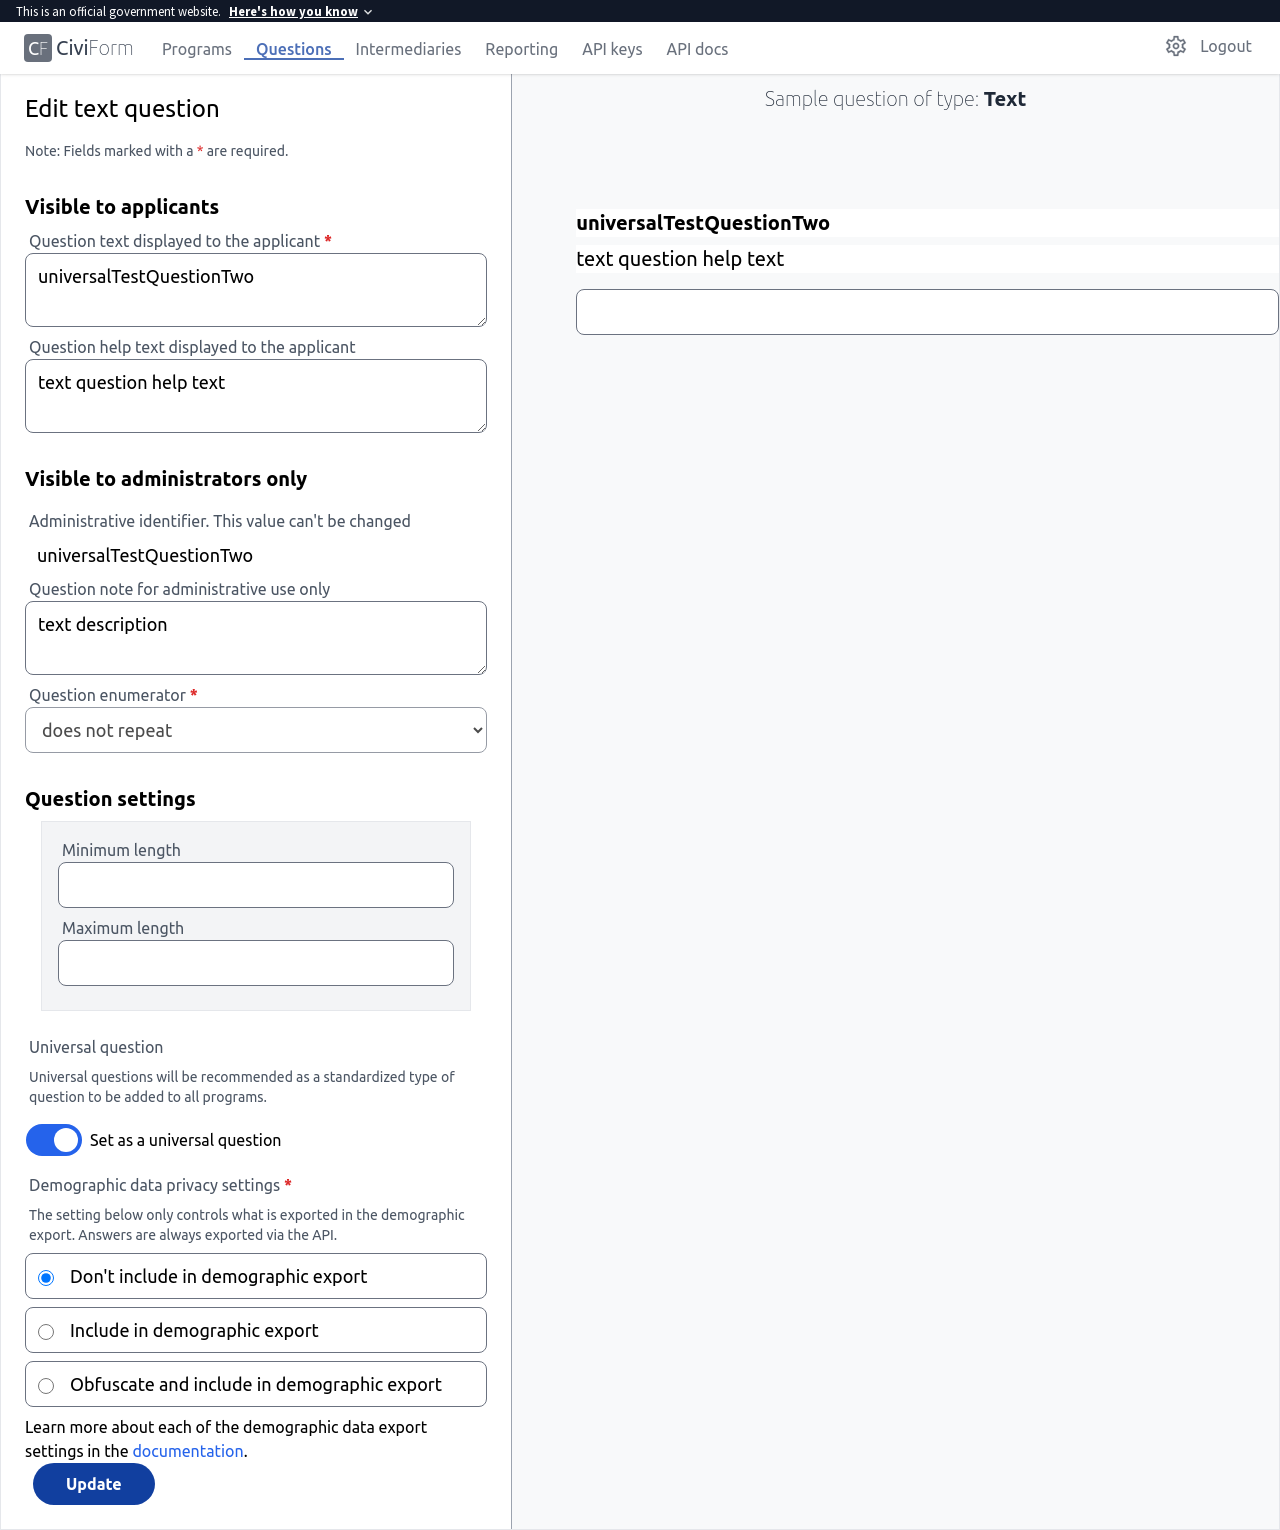 This is an official government website. Here's how you know
CF CiviForm Programs Questions Intermediaries Reporting API keys API docs Logout
Edit text question
Note: Fields marked with a * are required.
Visible to applicants
Question text displayed to the applicant *
universalTestQuestionTwo
Question help text displayed to the applicant
text question help text
Visible to administrators only
Administrative identifier. This value can't be changed
universalTestQuestionTwo
Question note for administrative use only
text description
Question enumerator *
does not repeat
Question settings
Minimum length
Maximum length
Universal question
Universal questions will be recommended as a standardized type of
question to be added to all programs.
Set as a universal question
Demographic data privacy settings *
The setting below only controls what is exported in the demographic
export. Answers are always exported via the API.
Don't include in demographic export
Include in demographic export
Obfuscate and include in demographic export
Learn more about each of the demographic data export
settings in the documentation.
Update
Sample question of type: Text
universalTestQuestionTwo
text question help text